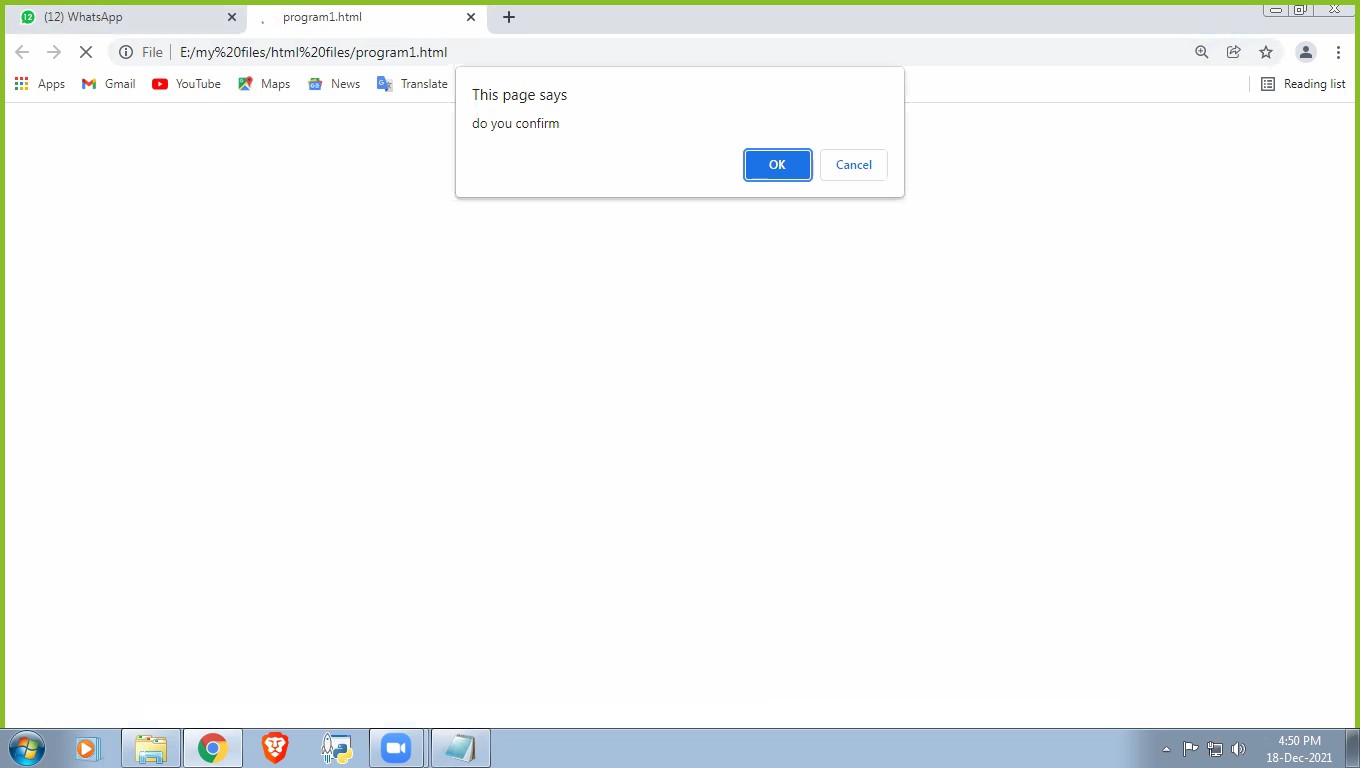 (12) WhatsApp
program1.html
File
E:/my%20files/html%20files/program1.html
Apps
Gmail
YouTube
Maps
News
Translate
Reading list
This page says
do you confirm
OK
Cancel
12
4:50 PM
18-Dec-2021